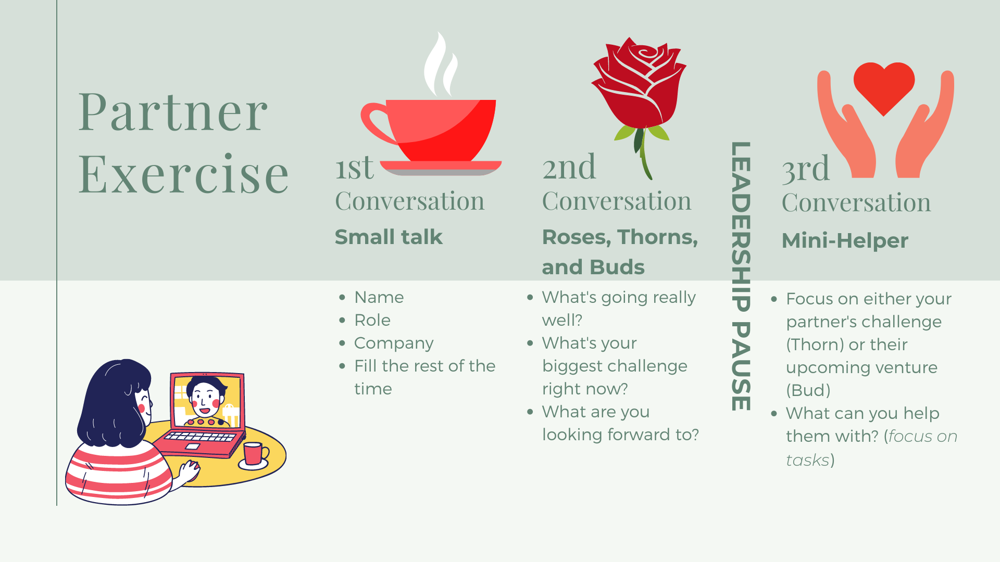 Partner
Exercise
1st
Conversation
Small talk
Name
Role
Company
Fill the rest of the
time
2nd
Conversation
Roses, Thorns,
and Buds
What's going really
well?
What's your
biggest challenge
right now?
What are you
looking forward to?
LEADERSHIP PAUSE
3rd
Conversation
Mini-Helper
Focus on either your
partner's challenge
(Thorn) or their
upcoming venture
(Bud)
What can you help
them with? (focus on
tasks)